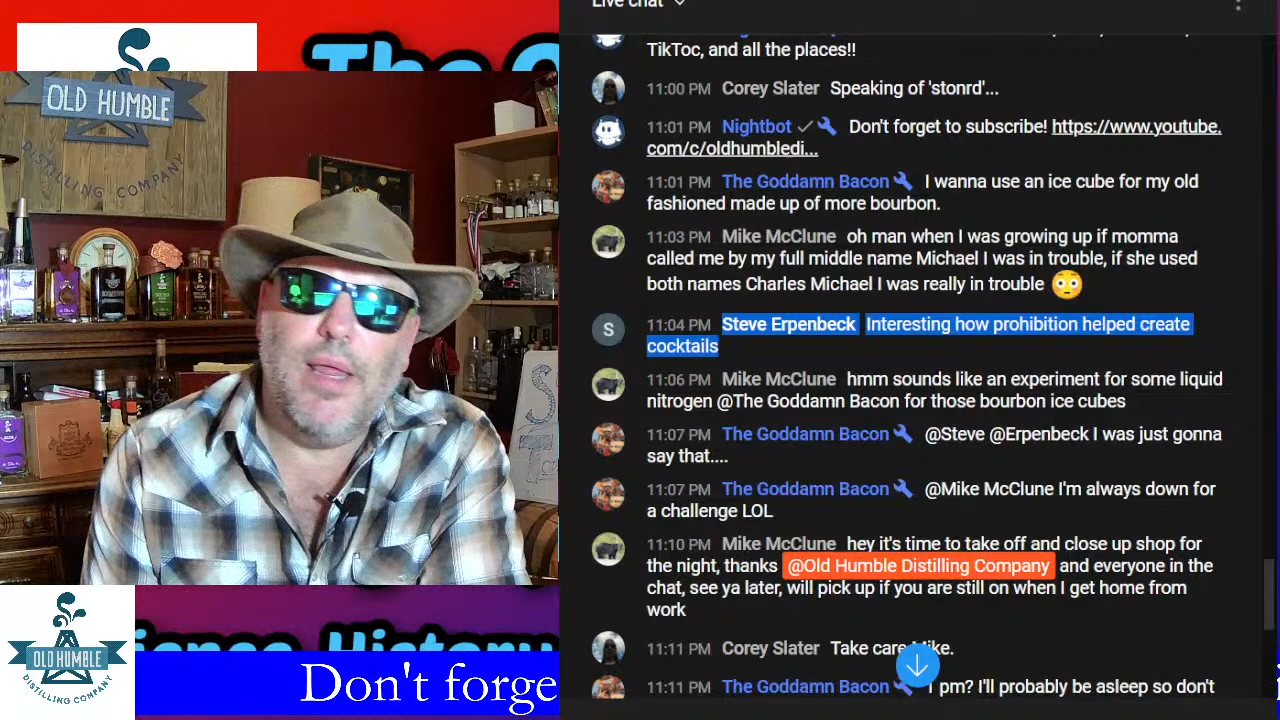 Live chat
TikToc, and all the places!!
11:00 PM Corey Slater Speaking of 'stonrd'...
11:01 PM Nightbot Don't forget to subscribe! https://www.youtube.
com/c/oldhumbledi...
11:01 PM The Goddamn Bacon I wanna use an ice cube for my old
fashioned made up of more bourbon.
11:03 PM Mike McClune oh man when I was growing up if momma
called me by my full middle name Michael I was in trouble, if she used
both names Charles Michael I was really in trouble 😳
S
11:04 PM Steve Erpenbeck Interesting how prohibition helped create
cocktails
11:06 PM Mike McClune hmm sounds like an experiment for some liquid
nitrogen @The Goddamn Bacon for those bourbon ice cubes
11:07 PM The Goddamn Bacon @Steve @Erpenbeck I was just gonna
say that....
11:07 PM The Goddamn Bacon @Mike McClune I'm always down for
a challenge LOL
11:10 PM Mike McClune hey it's time to take off and close up shop for
the night, thanks @Old Humble Distilling Company and everyone in the
chat, see ya later, will pick up if you are still on when I get home from
work
11:11 PM Corey Slater Take care Mike.
11:11 PM The Goddamn Bacon 1 pm? I'll probably be asleep so don't
The
OLD HUMBLE
DISTILLING COMPANY
History
OLD HUMBLE
DISTILLING COMPANY
Don't forge